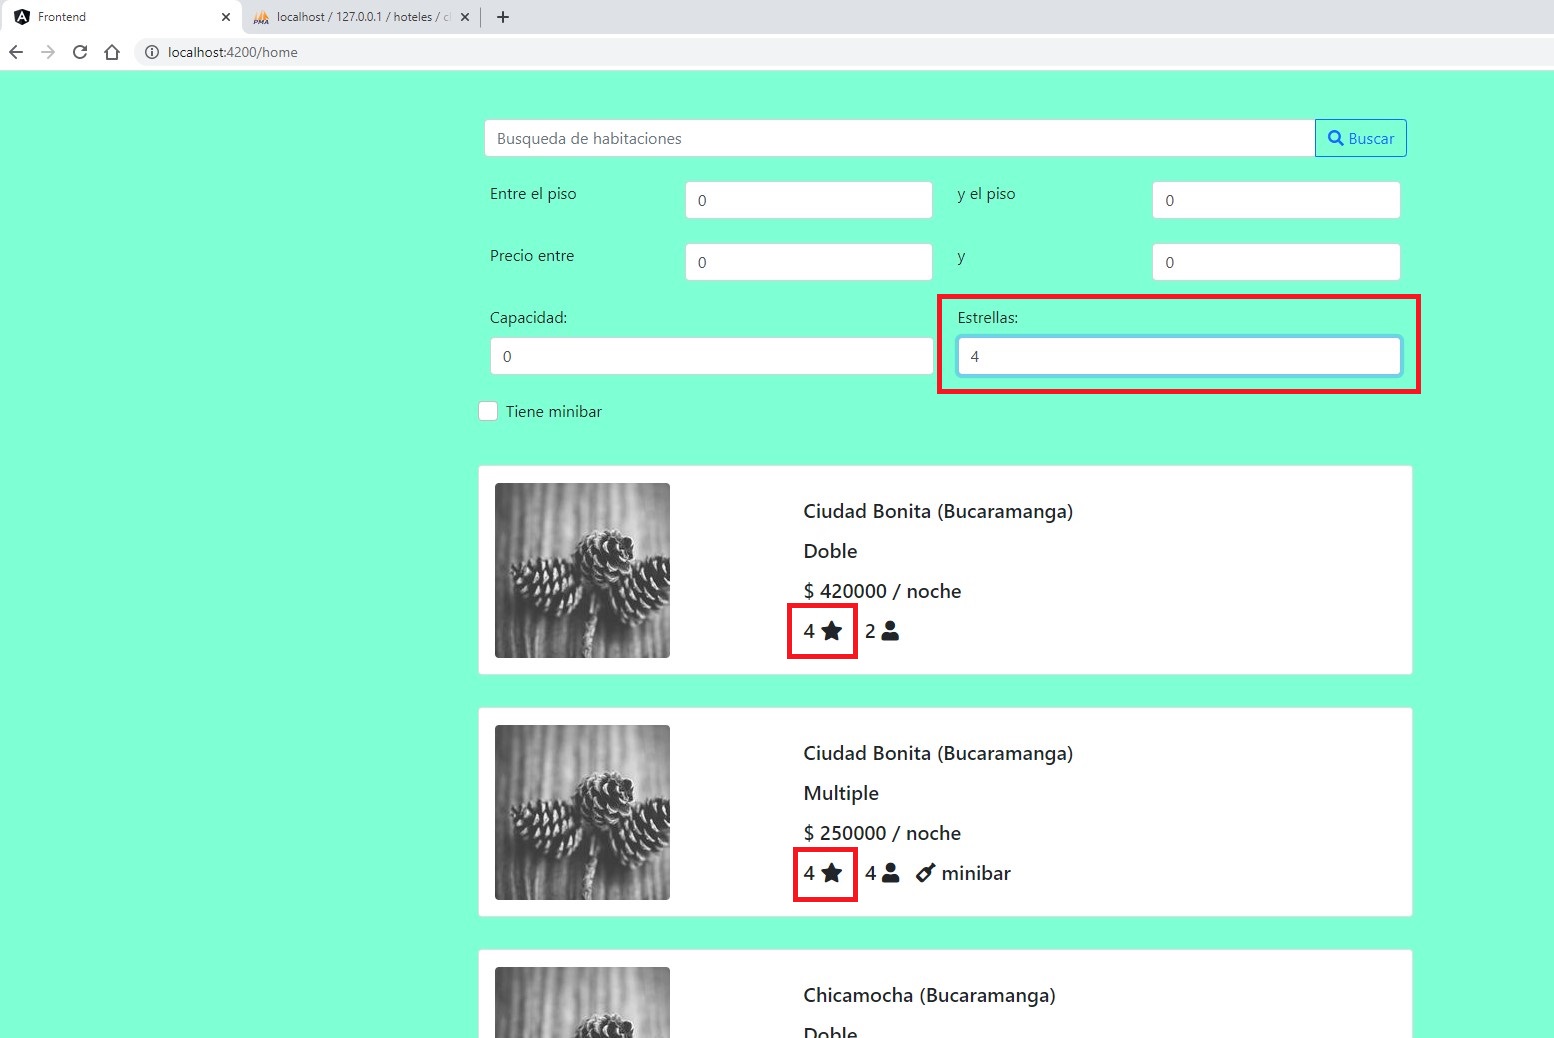 Frontend
localhost / 127.0.0.1 / hoteles /
localhost:4200/home
Busqueda de habitaciones
Buscar
Entre el piso
0
y el piso
0
Precio entre
0
y
0
Capacidad:
Estrellas:
0
4
Tiene minibar
Ciudad Bonita (Bucaramanga)
Doble
$ 420000 / noche
4 2
Ciudad Bonita (Bucaramanga)
Multiple
$ 250000 / noche
4 4 minibar
Chicamocha (Bucaramanga)
Doble